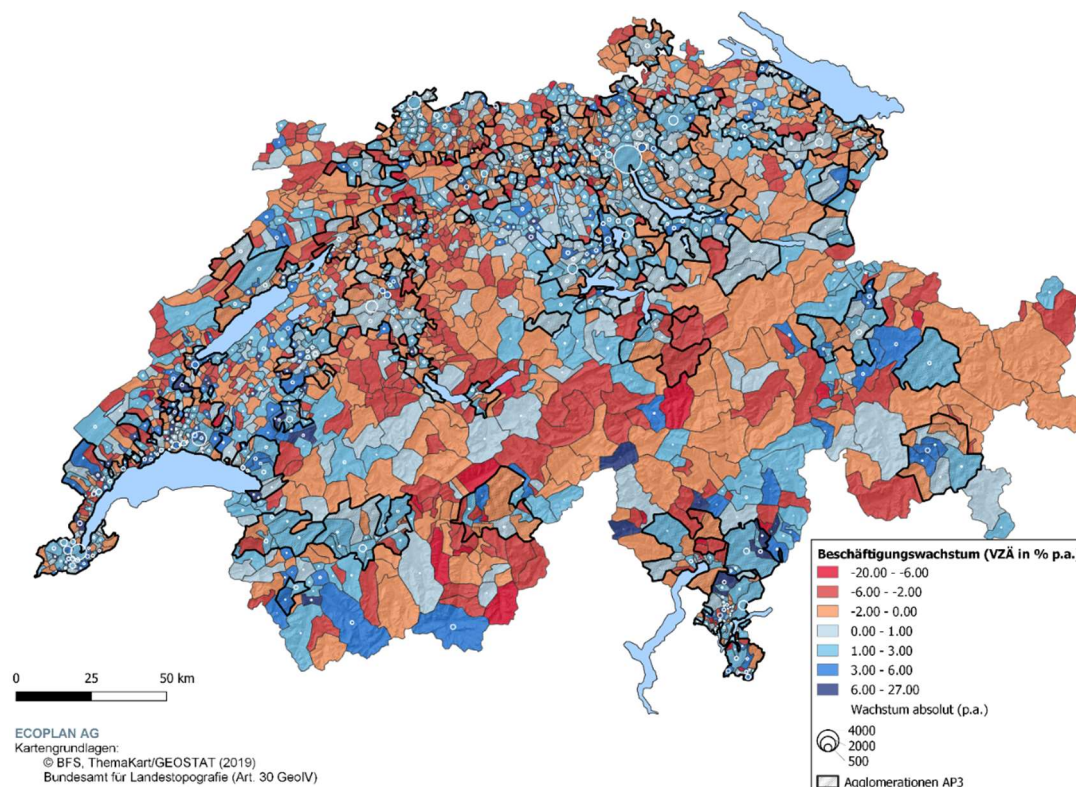 Beschäftigungswachstum (VZÄ in % p.a.
-20.00 - -6.00
-6.00 - -2.00
-2.00 - 0.00
0.00 - 1.00
1.00 - 3.00
3.00 - 6.00
6.00 - 27.00
Wachstum absolut (p.a.)
4000
2000
500
Agglomerationen AP3
0 25 50 km
ECOPLAN AG
Kartengrundlagen:
© BFS, ThemaKart/GEOSTAT (2019)
Bundesamt für Landestopografie (Art. 30 GeoIV)